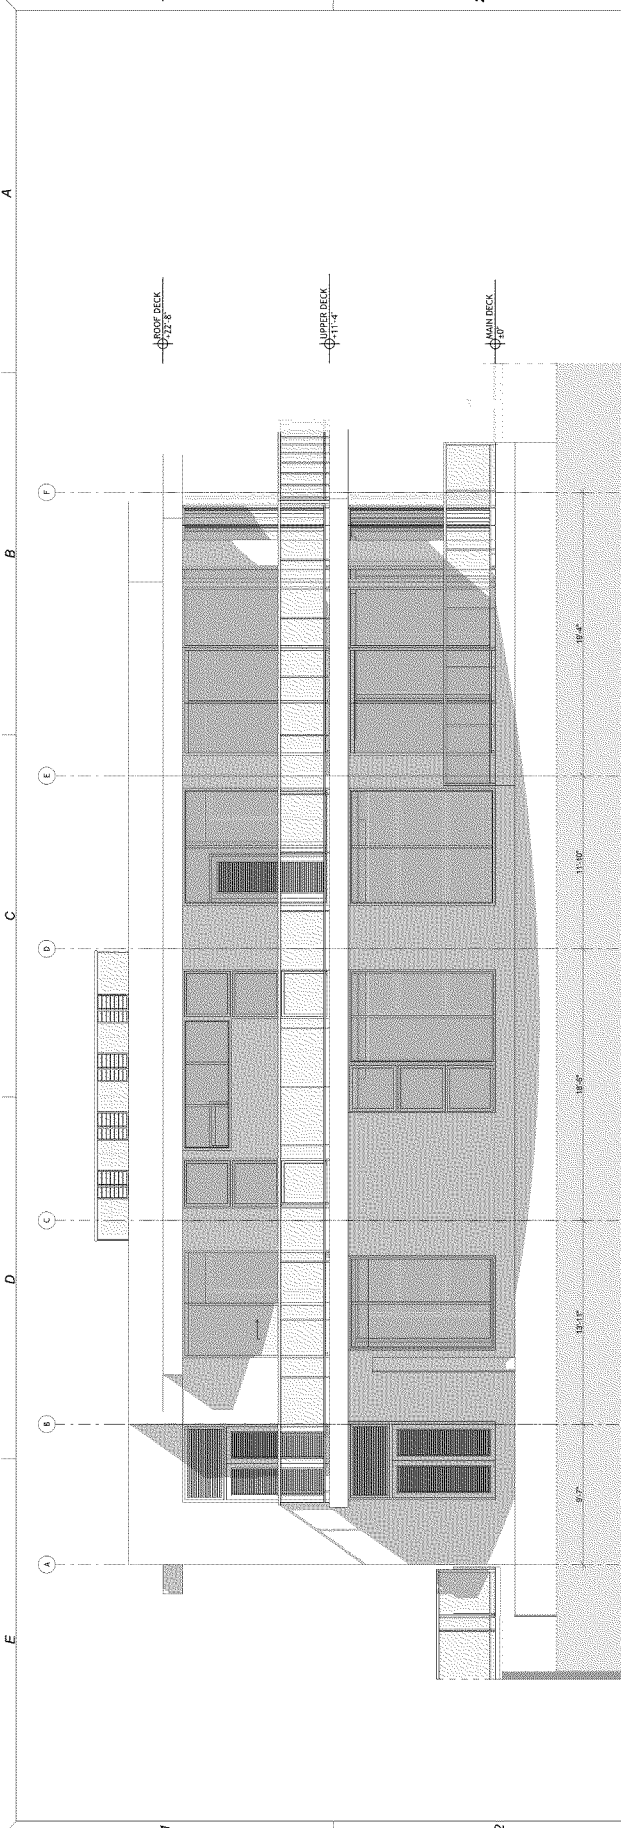 E D C B A
A B C D E F
ROOF DECK
+22'-8"
UPPER DECK
+11'-4"
MAIN DECK
±0"
9'-7" 13'-11" 18'-6" 11'-10" 19'-4"
2